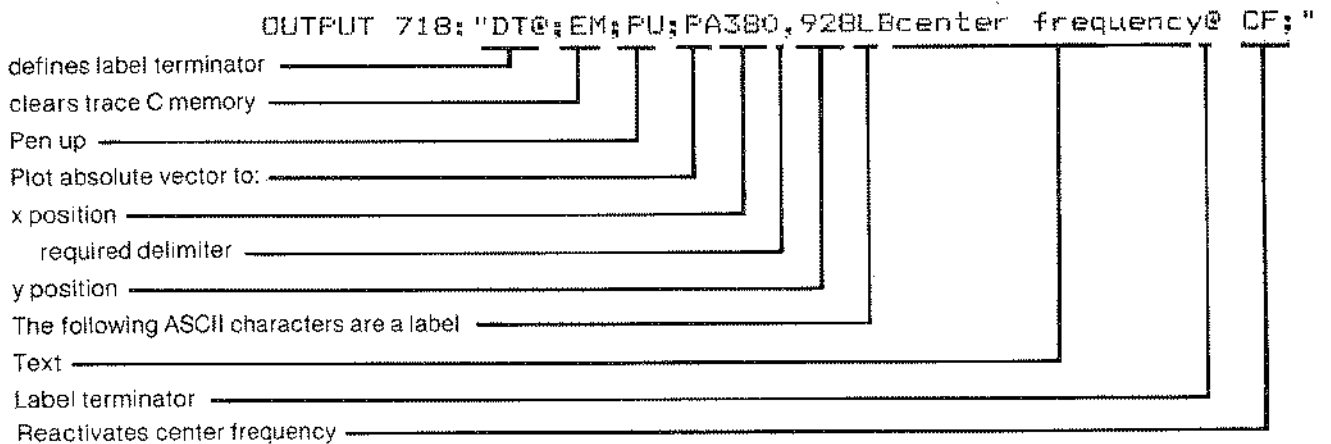 OUTPUT 718;"DT@;EM;PU;PA380,928LBcenter frequency@ CF;"
defines label terminator
clears trace C memory
Pen up
Plot absolute vector to:
x position
required delimiter
y position
The following ASCII characters are a label
Text
Label terminator
Reactivates center frequency